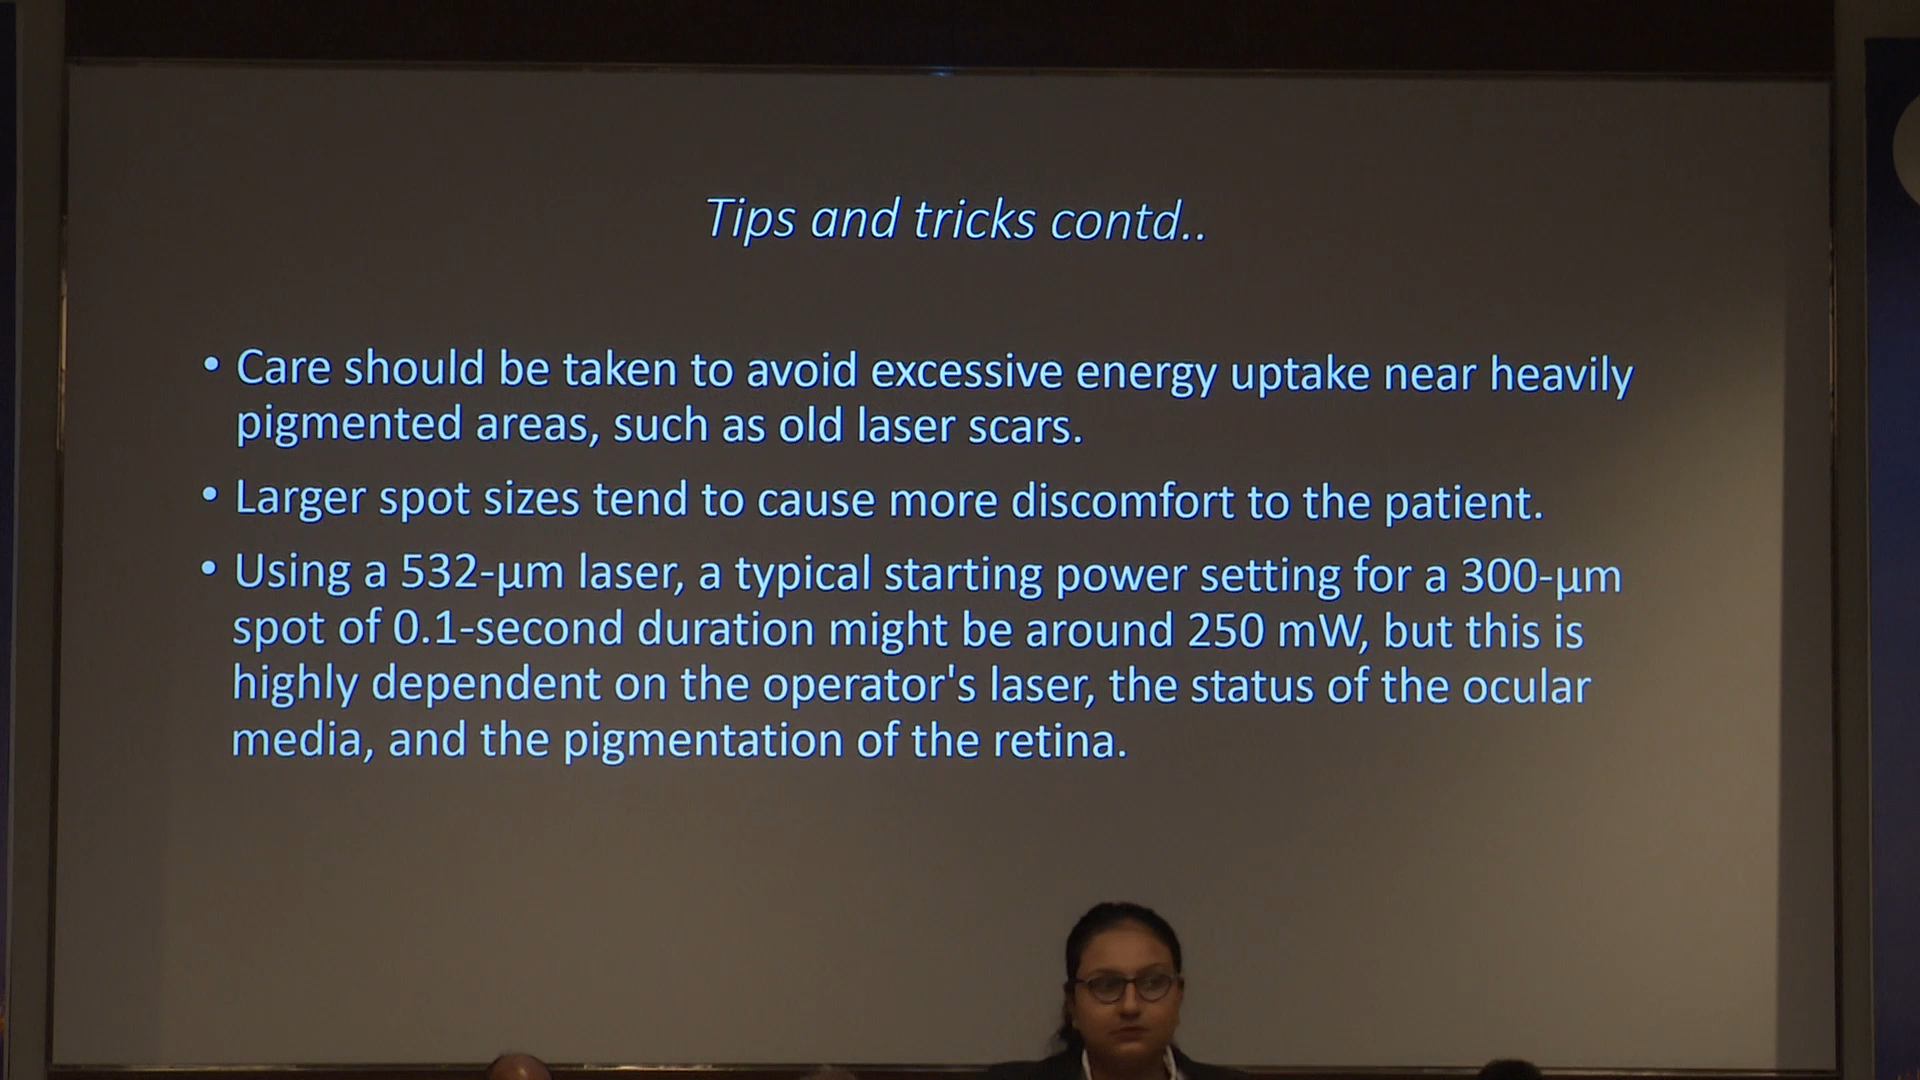 Tips and tricks contd..
• Care should be taken to avoid excessive energy uptake near heavily
pigmented areas, such as old laser scars.
• Larger spot sizes tend to cause more discomfort to the patient.
• Using a 532-μm laser, a typical starting power setting for a 300-μm
spot of 0.1-second duration might be around 250 mW, but this is
highly dependent on the operator's laser, the status of the ocular
media, and the pigmentation of the retina.